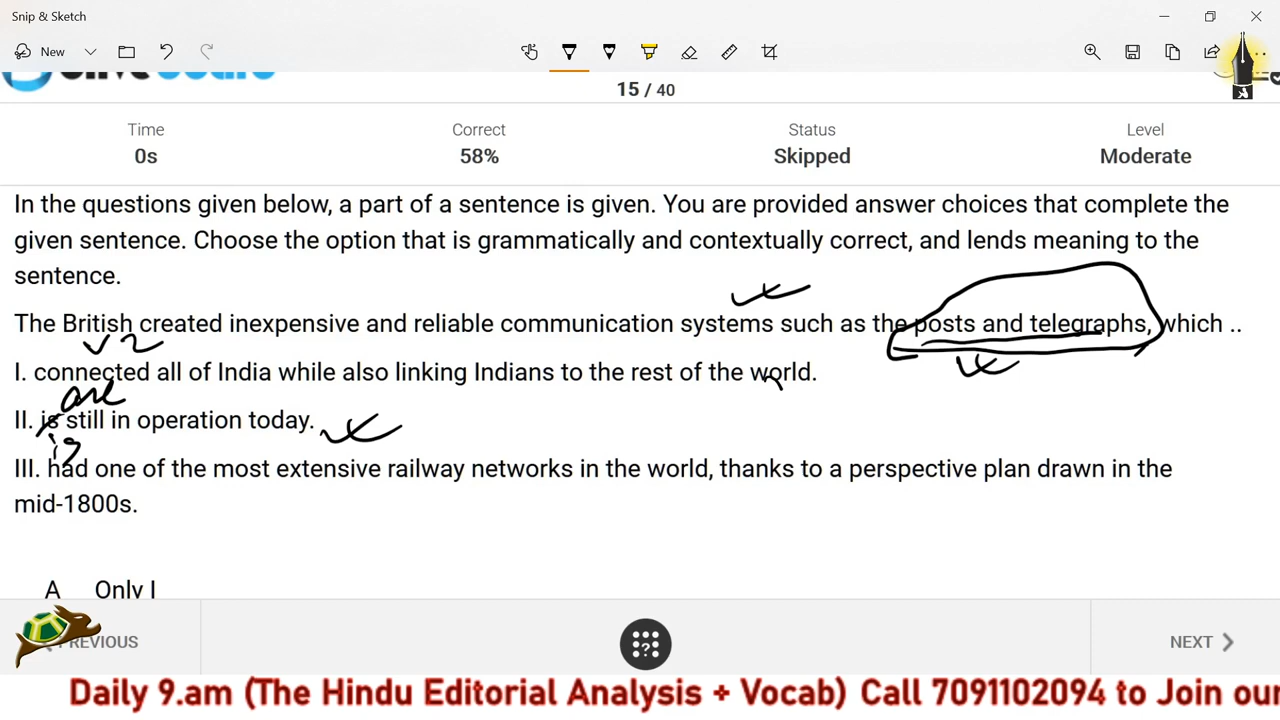 Snip & Sketch
New
15 / 40
Time
Correct
Status
Level
0s
58%
Skipped
Moderate
In the questions given below, a part of a sentence is given. You are provided answer choices that complete the
given sentence. Choose the option that is grammatically and contextually correct, and lends meaning to the
sentence.
The British created inexpensive and reliable communication systems such as the posts and telegraphs, which ..
I. connected all of India while also linking Indians to the rest of the world.
are
II. is still in operation today.
is
III. had one of the most extensive railway networks in the world, thanks to a perspective plan drawn in the
mid-1800s.
A Only I
PREVIOUS
NEXT
Daily 9.am (The Hindu Editorial Analysis + Vocab) Call 7091102094 to Join our